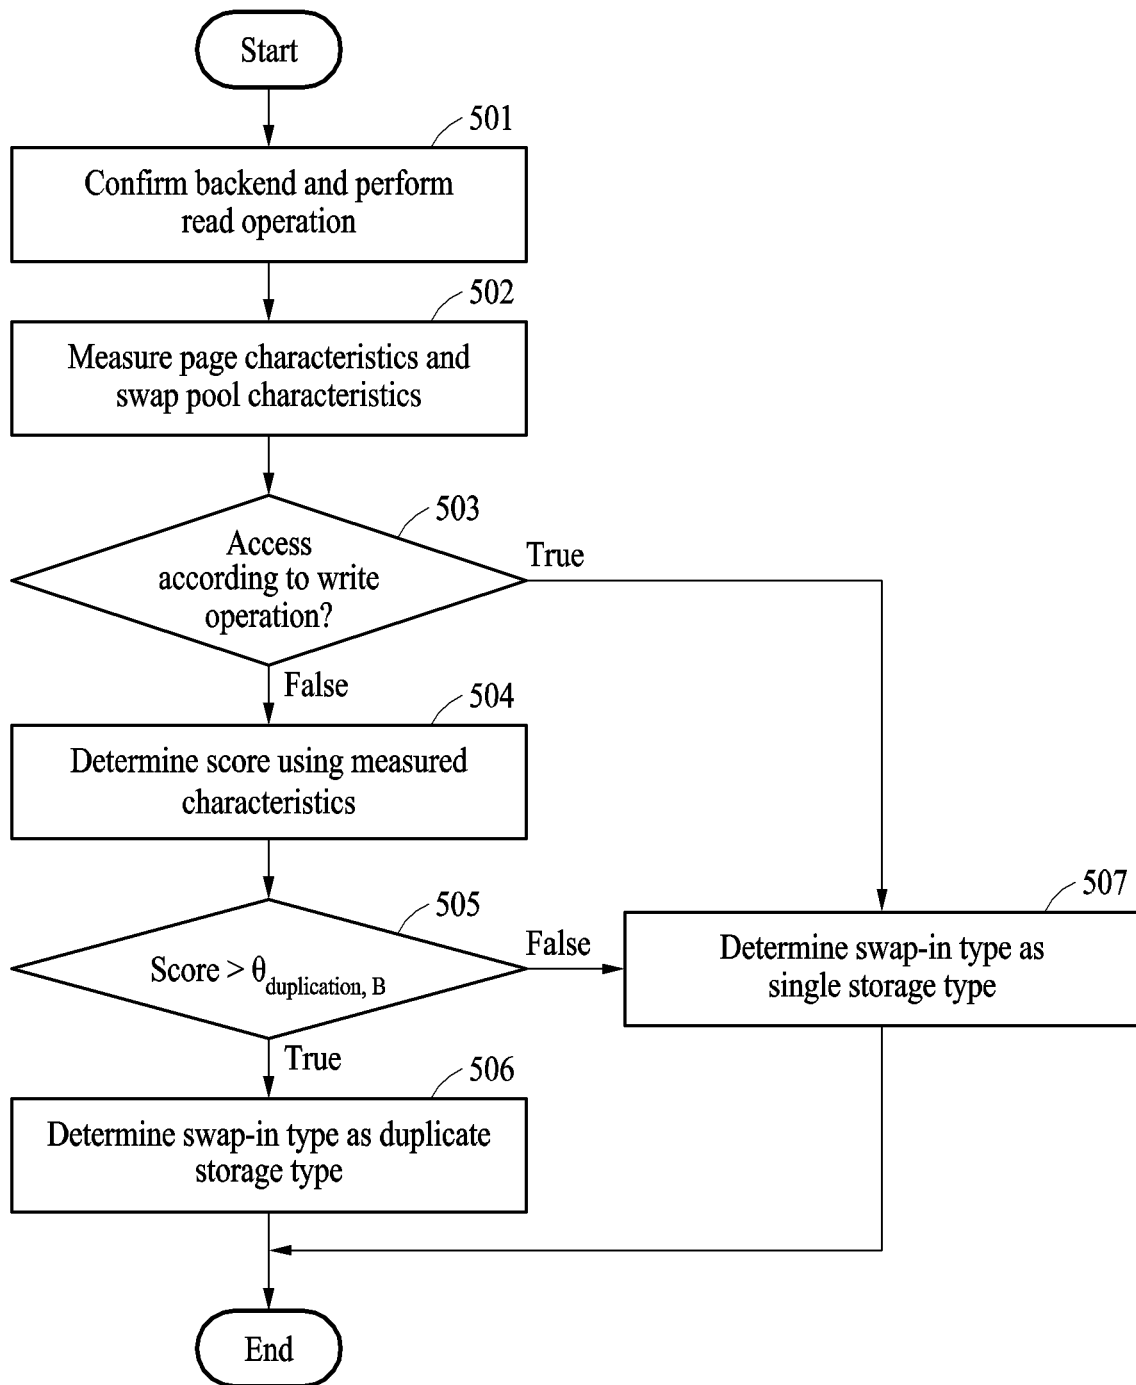 Start
501
Confirm backend and perform
read operation
502
Measure page characteristics and
swap pool characteristics
503
Access
according to write
operation?
True
False
504
Determine score using measured
characteristics
505
Score > θduplication, B
False
507
Determine swap-in type as
single storage type
True
506
Determine swap-in type as duplicate
storage type
End